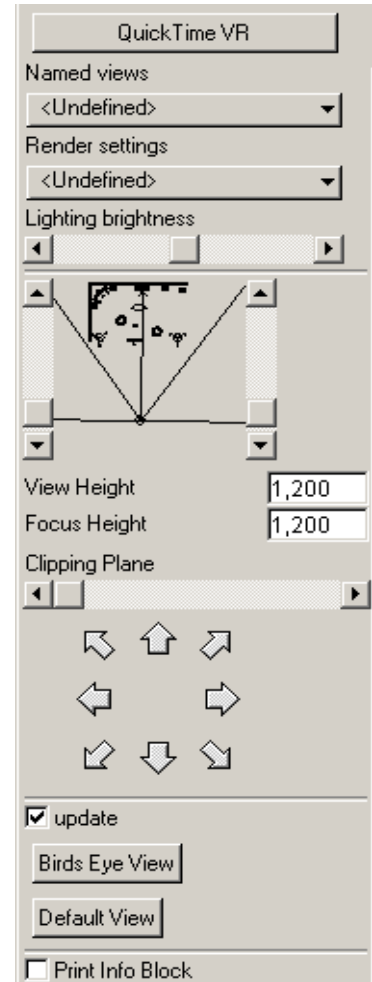 QuickTime VR
Named views
<Undefined>
Render settings
<Undefined>
Lighting brightness
View Height 1,200
Focus Height 1,200
Clipping Plane
update
Birds Eye View
Default View
Print Info Block